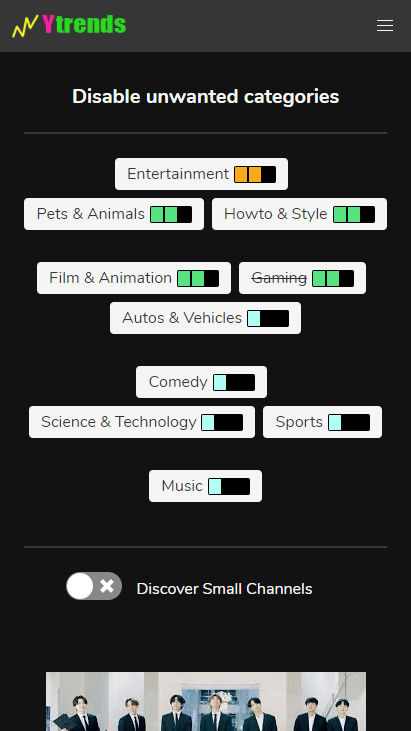 Ytrends
Disable unwanted categories
Entertainment
Pets & Animals Howto & Style
Film & Animation Gaming
Autos & Vehicles
Comedy
Science & Technology Sports
Music
Discover Small Channels